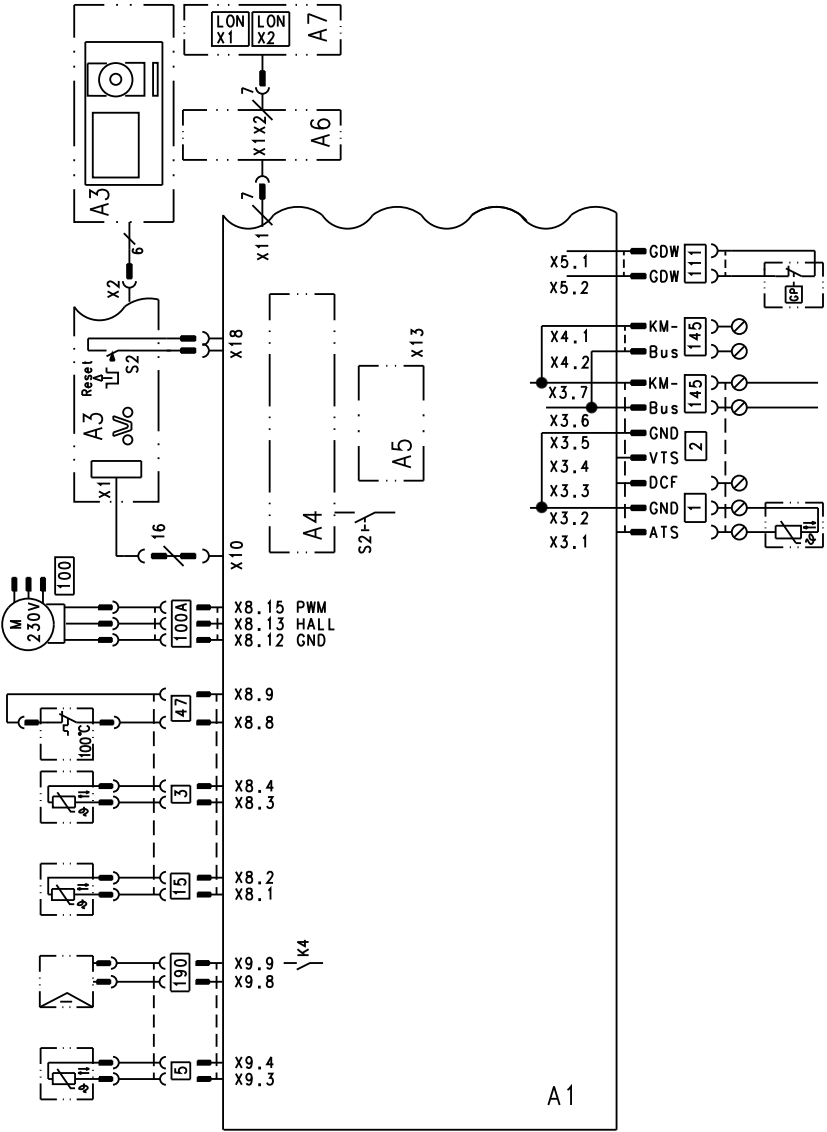 LON LON
X1 X2
A7
7
X1 X2
A6
7
X11
A3
6
X2
X18
S2
Reset
A3
X1
16
X10
X13
A4
A5
S2
X5.1 GDW 111
X5.2 GDW
GP
X4.1 KM- 145
X4.2 Bus
X3.7 KM- 145
X3.6 Bus
X3.5 GND 2
X3.4 VTS
X3.3 DCF
X3.2 GND 1
X3.1 ATS
100
M
230V
100A
X8.15 PWM
X8.13 HALL
X8.12 GND
47
X8.9
X8.8
100°C
3
X8.4
X8.3
15
X8.2
X8.1
190
X9.9
X9.8
K4
5
X9.4
X9.3
A1